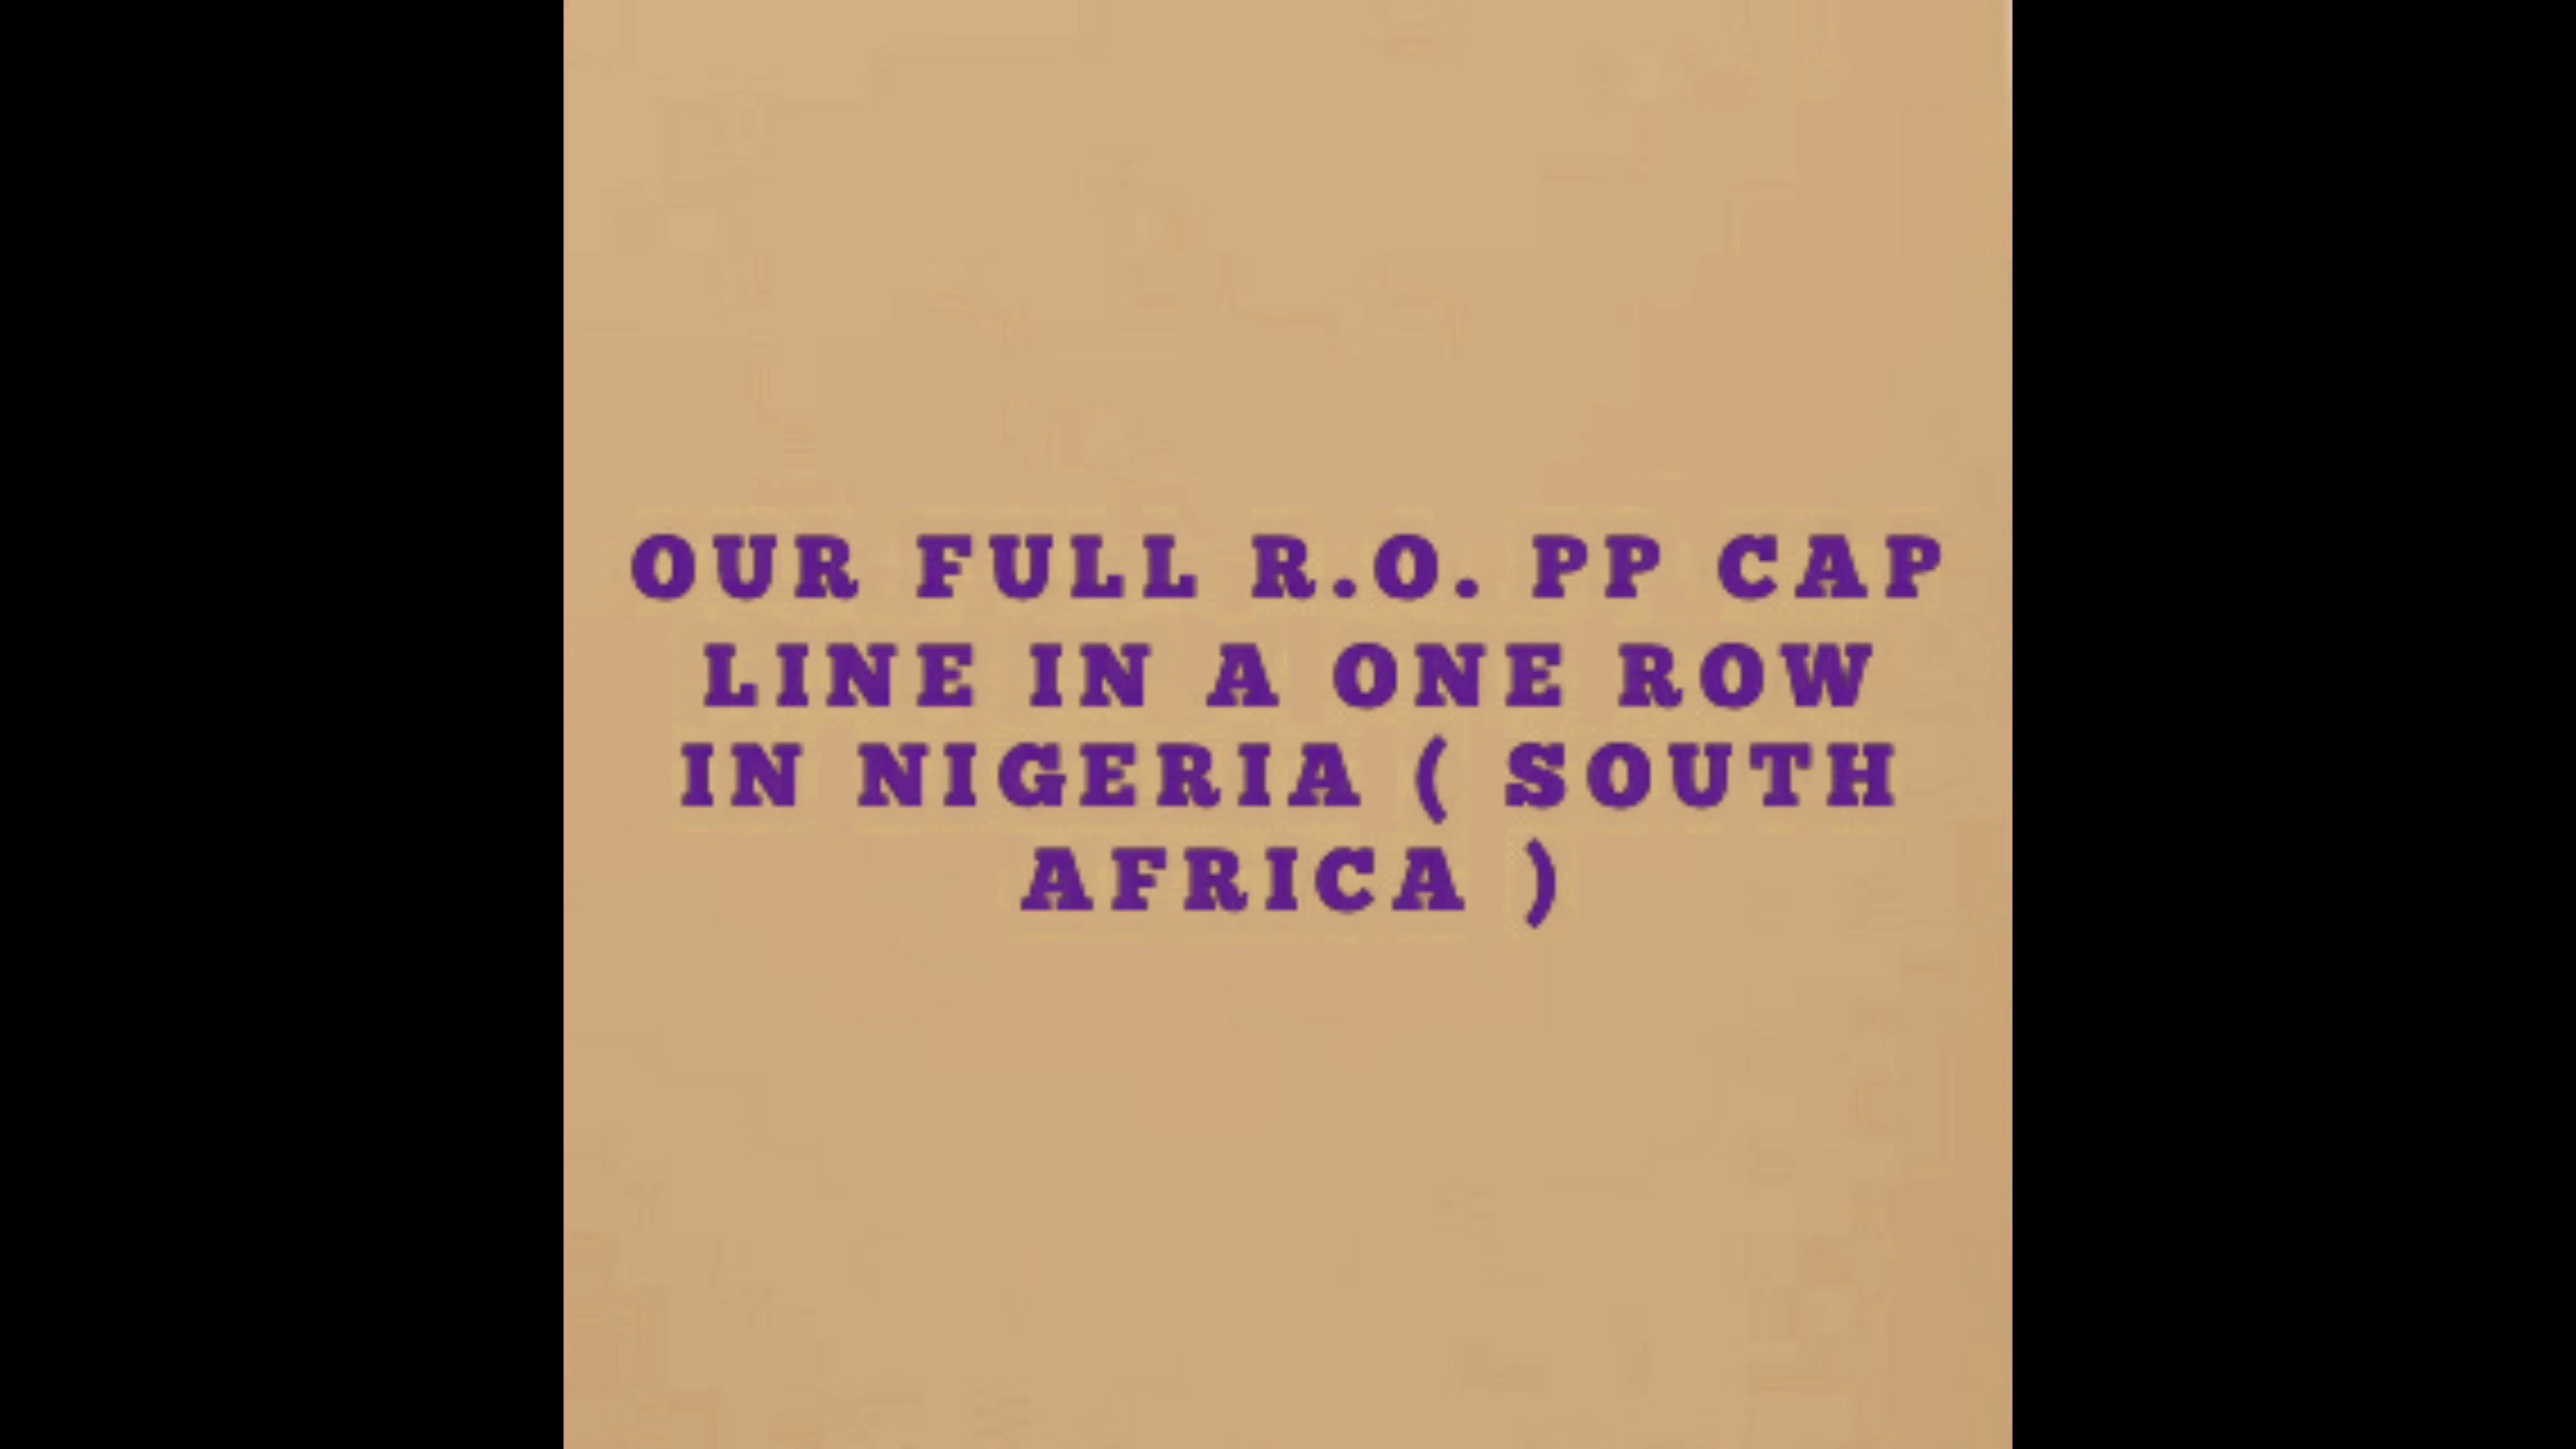 OUR FULL R.O. PP CAP
LINE IN A ONE ROW
IN NIGERIA ( SOUTH
AFRICA )